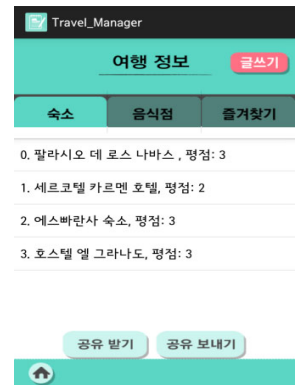 Travel_Manager
여행 정보
글쓰기
숙소 음식점 즐겨찾기
0. 팔라시오 데 로스 나바스 , 평점: 3
1. 세르코텔 카르멘 호텔, 평점: 2
2. 에스빠란사 숙소, 평점: 3
3. 호스텔 엘 그라나도, 평점: 3
공유 받기 공유 보내기